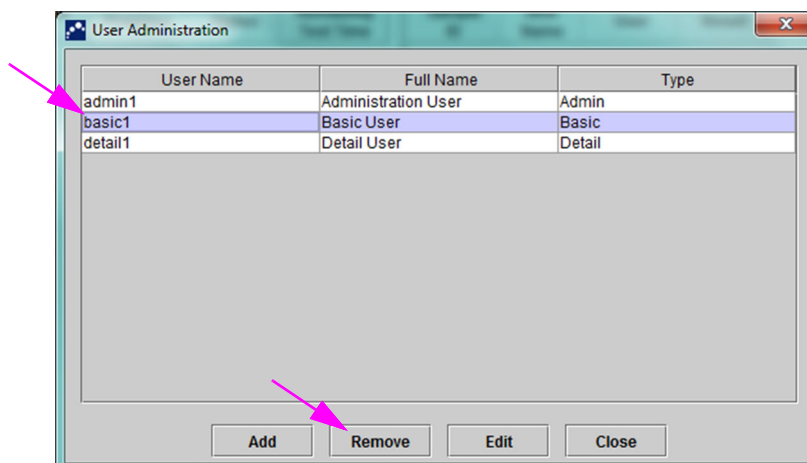 User Administration
User Name Full Name Type
admin1 Administration User Admin
basic1 Basic User Basic
detail1 Detail User Detail
Add Remove Edit Close